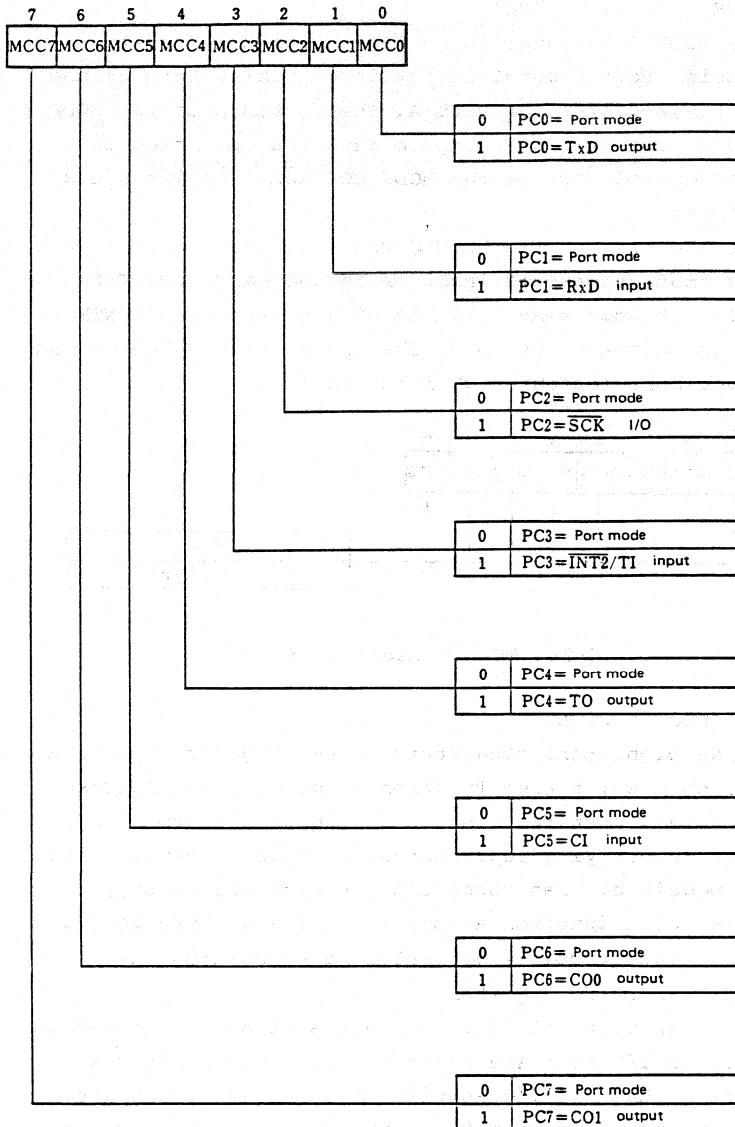 7 6 5 4 3 2 1 0
MCC7 MCC6 MCC5 MCC4 MCC3 MCC2 MCC1 MCC0
0 PC0= Port mode
1 PC0=TxD output
0 PC1= Port mode
1 PC1=RxD input
0 PC2= Port mode
1 PC2=S̅C̅K̅ I/O
0 PC3= Port mode
1 PC3=I̅N̅T̅2̅/TI input
0 PC4= Port mode
1 PC4=TO output
0 PC5= Port mode
1 PC5=CI input
0 PC6= Port mode
1 PC6=CO0 output
0 PC7= Port mode
1 PC7=CO1 output